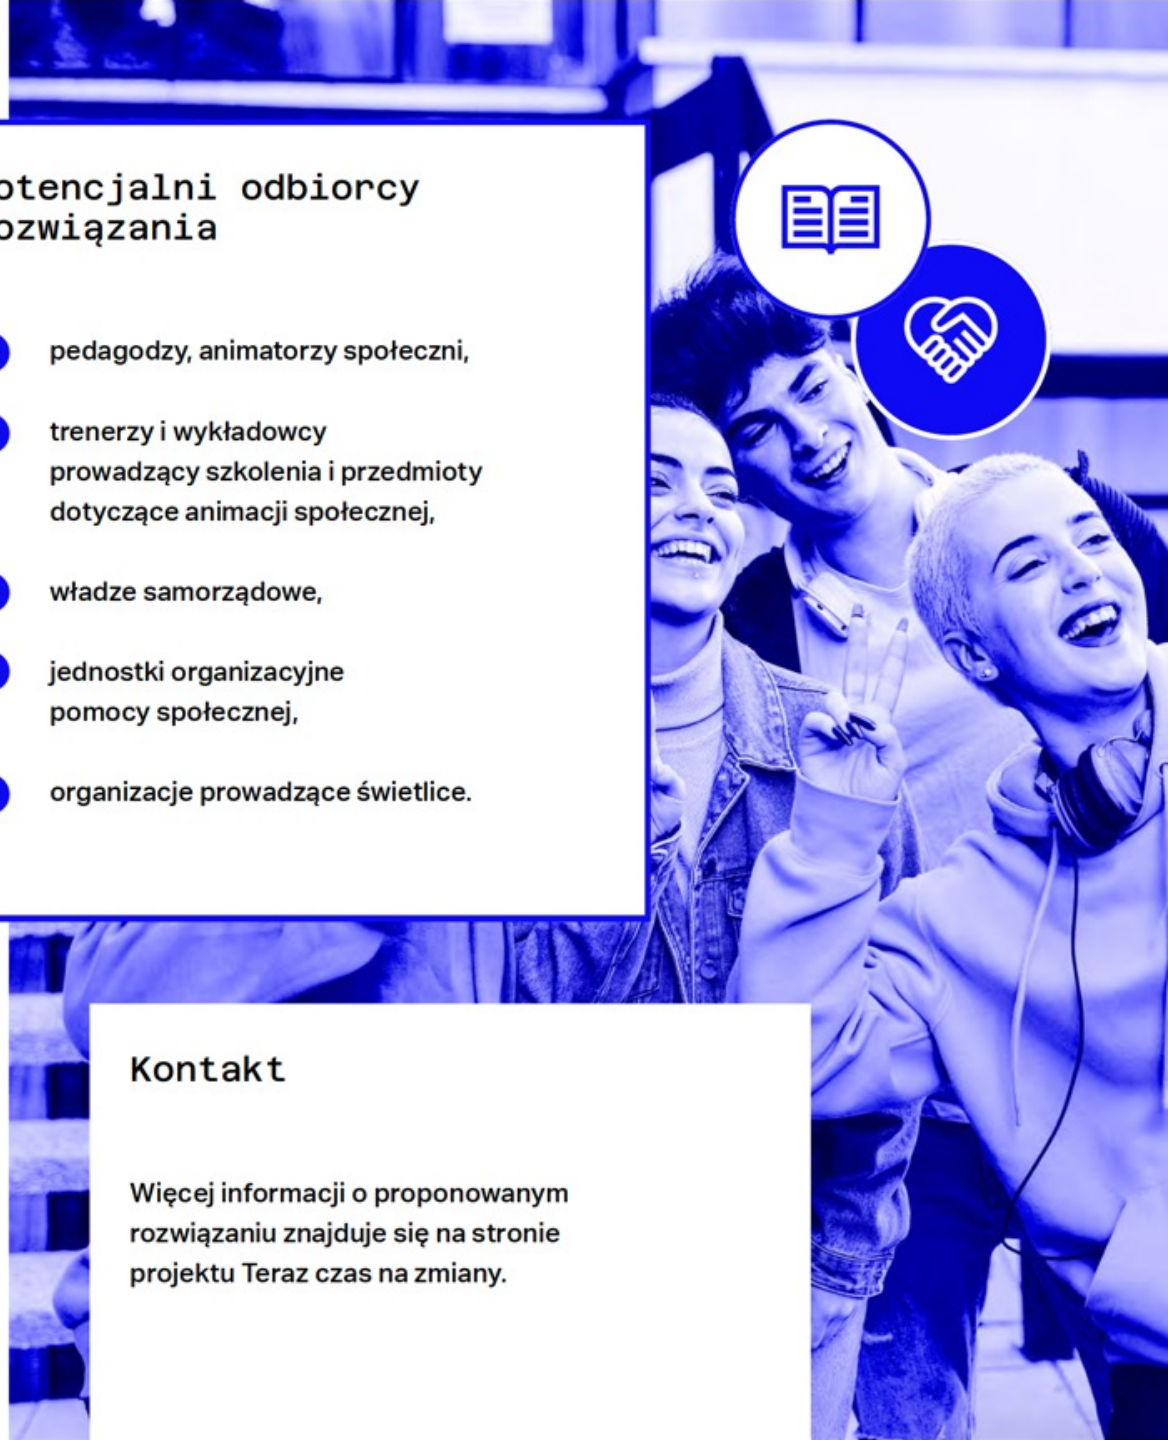 otencjalni odbiorcy
ozwiązania
pedagodzy, animatorzy społeczni,
trenerzy i wykładowcy
prowadzący szkolenia i przedmioty
dotyczące animacji społecznej,
władze samorządowe,
jednostki organizacyjne
pomocy społecznej,
organizacje prowadzące świetlice.
Kontakt
Więcej informacji o proponowanym
rozwiązaniu znajduje się na stronie
projektu Teraz czas na zmiany.